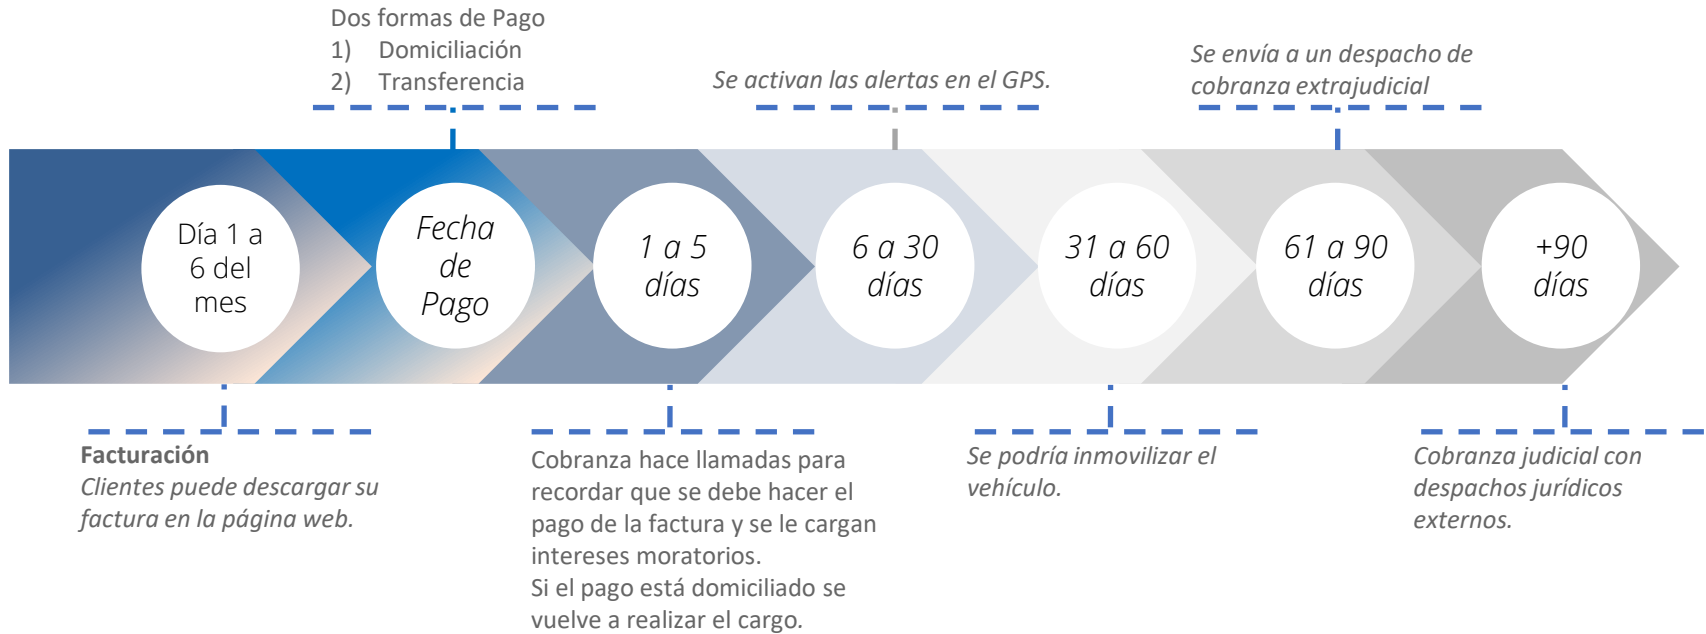 Dos formas de Pago
1) Domiciliación
2) Transferencia
Se activan las alertas en el GPS.
Se envía a un despacho de
cobranza extrajudicial
Día 1 a
6 del
mes
Fecha
de
Pago
1 a 5
días
6 a 30
días
31 a 60
días
61 a 90
días
+90
días
Facturación
Clientes puede descargar su
factura en la página web.
Cobranza hace llamadas para
recordar que se debe hacer el
pago de la factura y se le cargan
intereses moratorios.
Si el pago está domiciliado se
vuelve a realizar el cargo.
Se podría inmovilizar el
vehículo.
Cobranza judicial con
despachos jurídicos
externos.